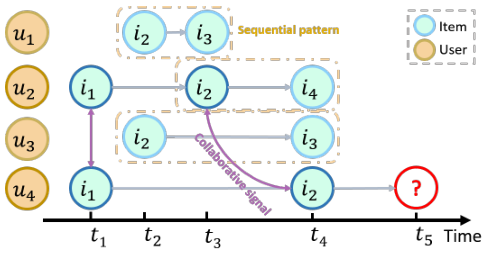 u1 i2 i3 Sequential pattern Item
User
u2 i1 i2 i4
u3 i2 i3
Collaborative signal
u4 i1 i2 ?
t1 t2 t3 t4 t5 Time